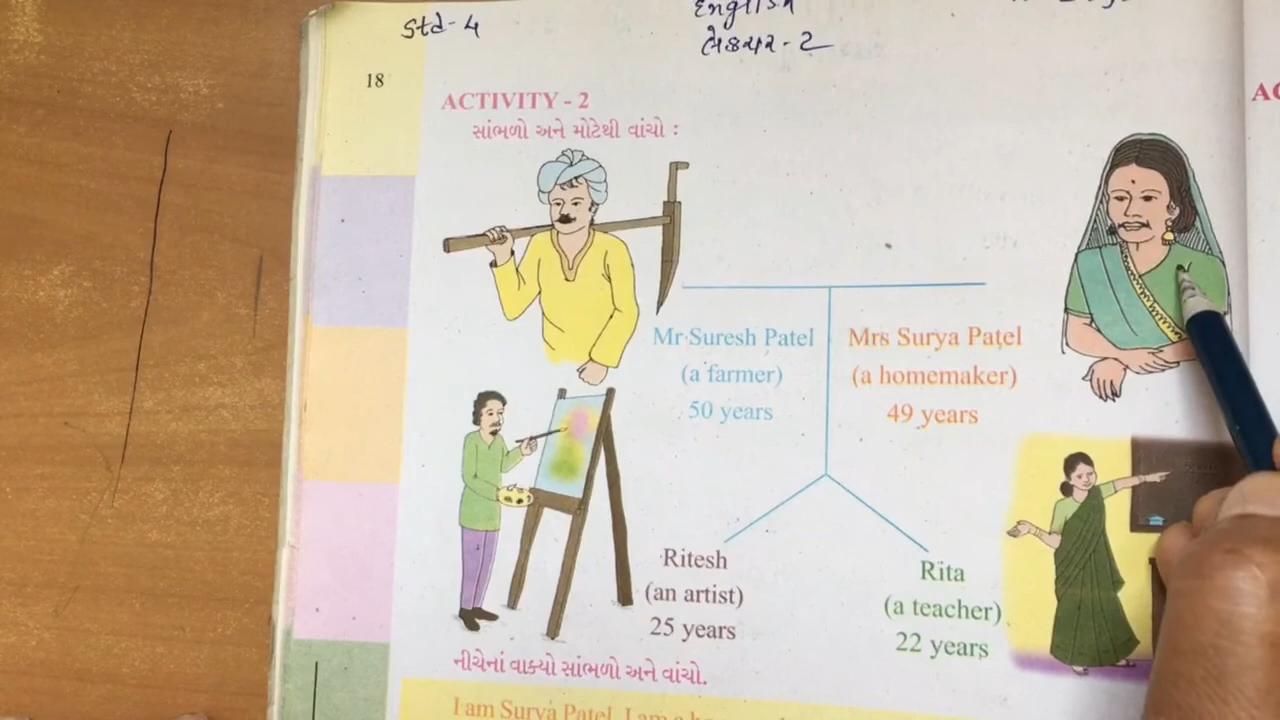 Std-4
English
લેક્ચર-2
18
ACTIVITY - 2
સાંભળો અને મોટેથી વાંચો :
Mr Suresh Patel
(a farmer)
50 years
Mrs Surya Patel
(a homemaker)
49 years
Ritesh
(an artist)
25 years
Rita
(a teacher)
22 years
નીચેનાં વાક્યો સાંભળો અને વાંચો.
I am Surya Patel. I am a